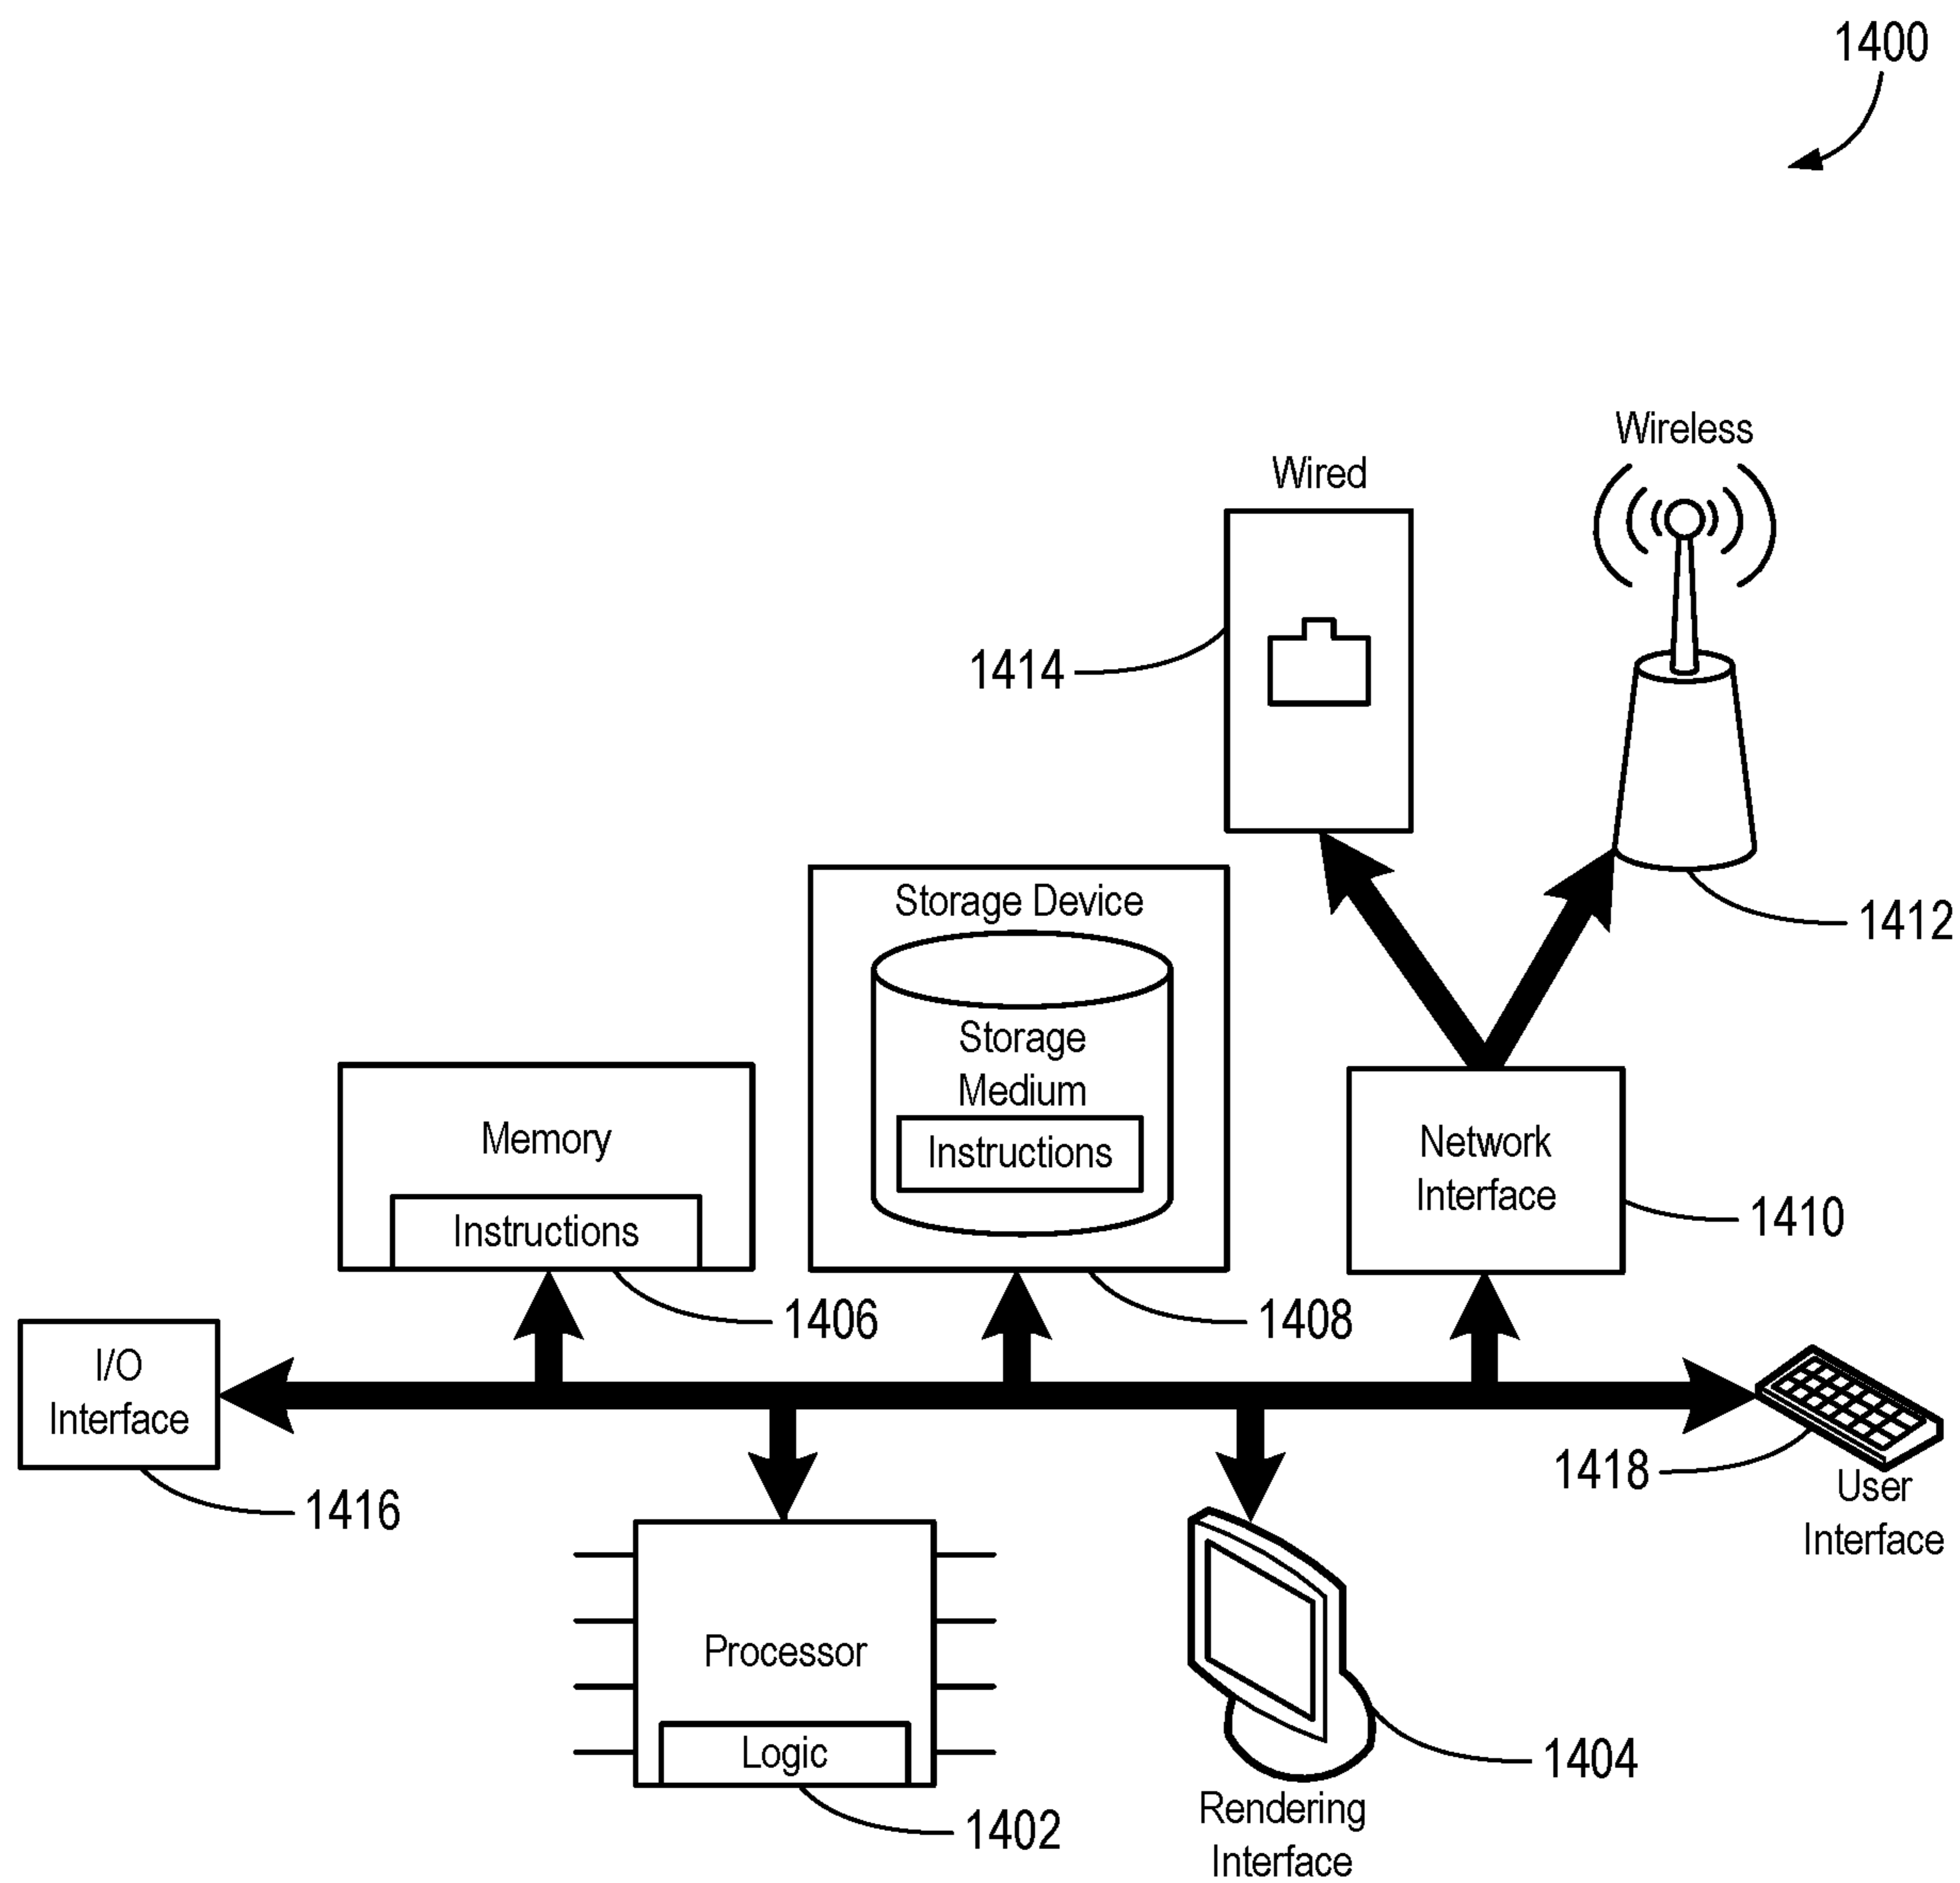 1400
Wireless
Wired
1414
1412
Storage Device
Storage
Medium
Instructions
Memory
Instructions
Network
Interface
1410
1406
1408
I/O
Interface
1416
1418
User
Interface
Processor
Logic
1402
1404
Rendering
Interface